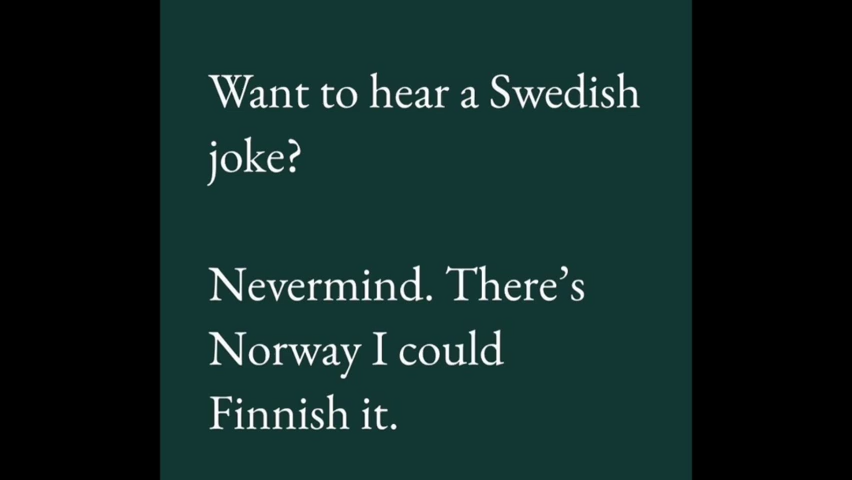 Want to hear a Swedish
joke?
Nevermind. There’s
Norway I could
Finnish it.